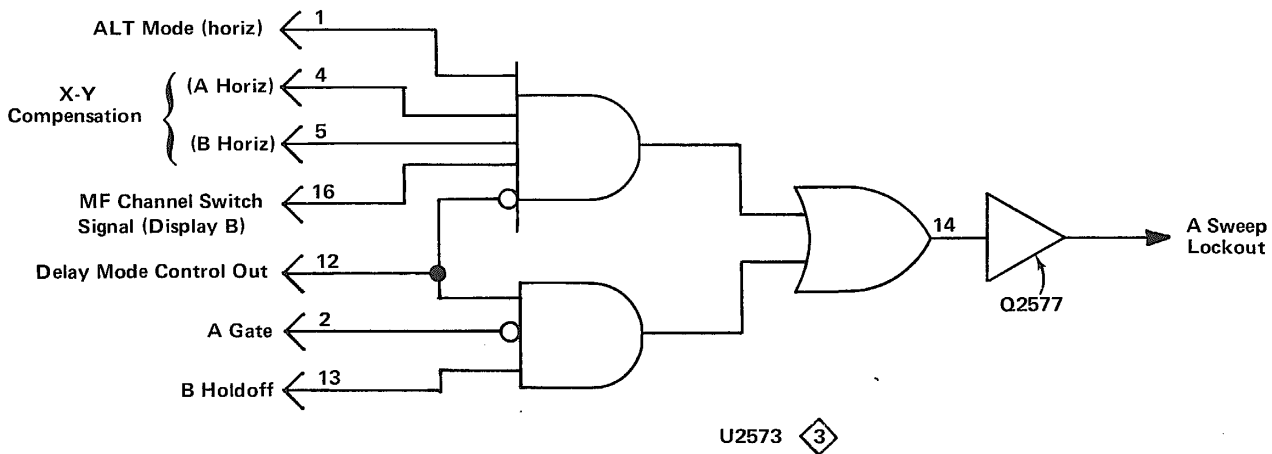 ALT Mode (horiz) 1
X-Y
Compensation
(A Horiz) 4
(B Horiz) 5
MF Channel Switch
Signal (Display B) 16
Delay Mode Control Out 12
A Gate 2
B Holdoff 13
14
A Sweep
Lockout
Q2577
U2573 3